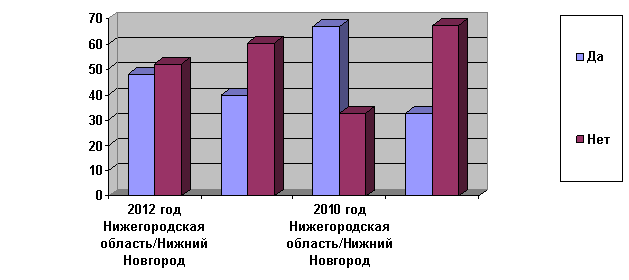 70
60
50
40
30
20
10
0
2012 год
Нижегородская
область/Нижний
Новгород
2010 год
Нижегородская
область/Нижний
Новгород
Да
Нет